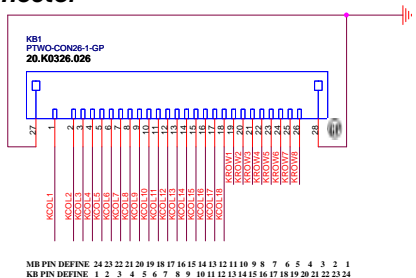 nector
KB1
PTWO-CON26-1-GP
20.K0326.026
27 1 2 3 4 5 6 7 8 9 10 11 12 13 14 15 16 17 18 19 20 21 22 23 24 25 26 28
KCOL1 KCOL2 KCOL3 KCOL4 KCOL5 KCOL6 KCOL7 KCOL8 KCOL9 KCOL10 KCOL11 KCOL12 KCOL13 KCOL14 KCOL15 KCOL16 KCOL17 KCOL18 KROW1 KROW2 KROW3 KROW4 KROW5 KROW6 KROW7 KROW8
MB PIN DEFINE 24 23 22 21 20 19 18 17 16 15 14 13 12 11 10 9 8 7 6 5 4 3 2 1
KB PIN DEFINE 1 2 3 4 5 6 7 8 9 10 11 12 13 14 15 16 17 18 19 20 21 22 23 24